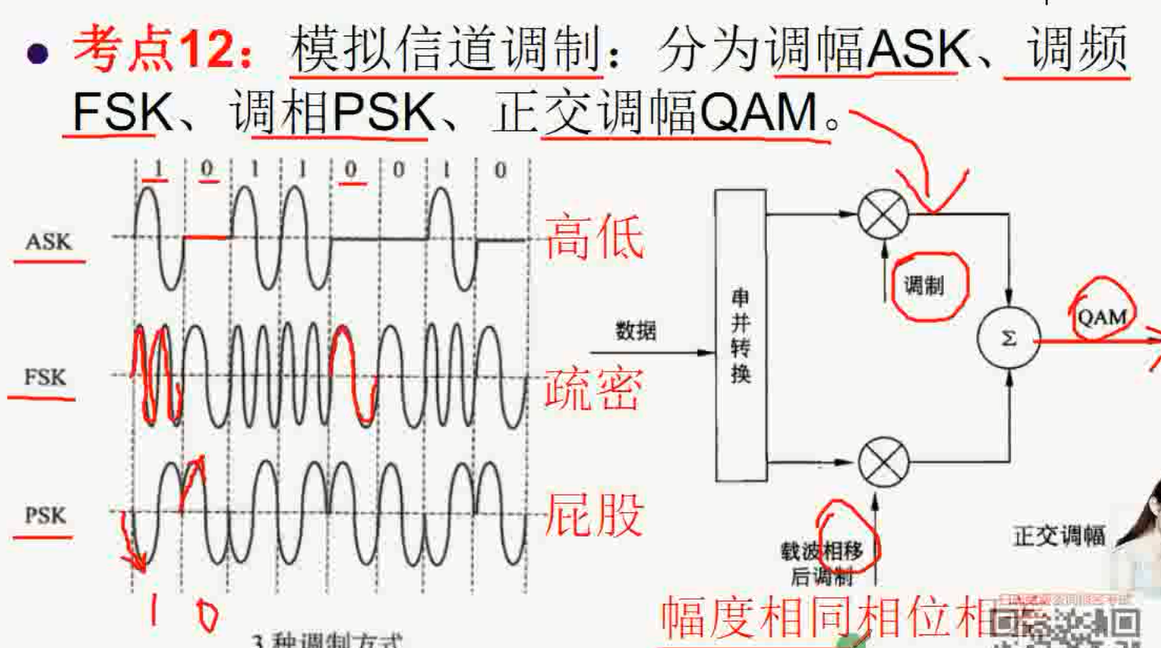 考点12：模拟信道调制：分为调幅ASK、调频
FSK、调相PSK、正交调幅QAM。
1 0 1 1 0 0 1 0
ASK
高低
FSK
疏密
PSK
屁股
1 0
3种调制方式
数据
串并转换
调制
Σ
QAM
载波相移
后调制
正交调幅
幅度相同相位相